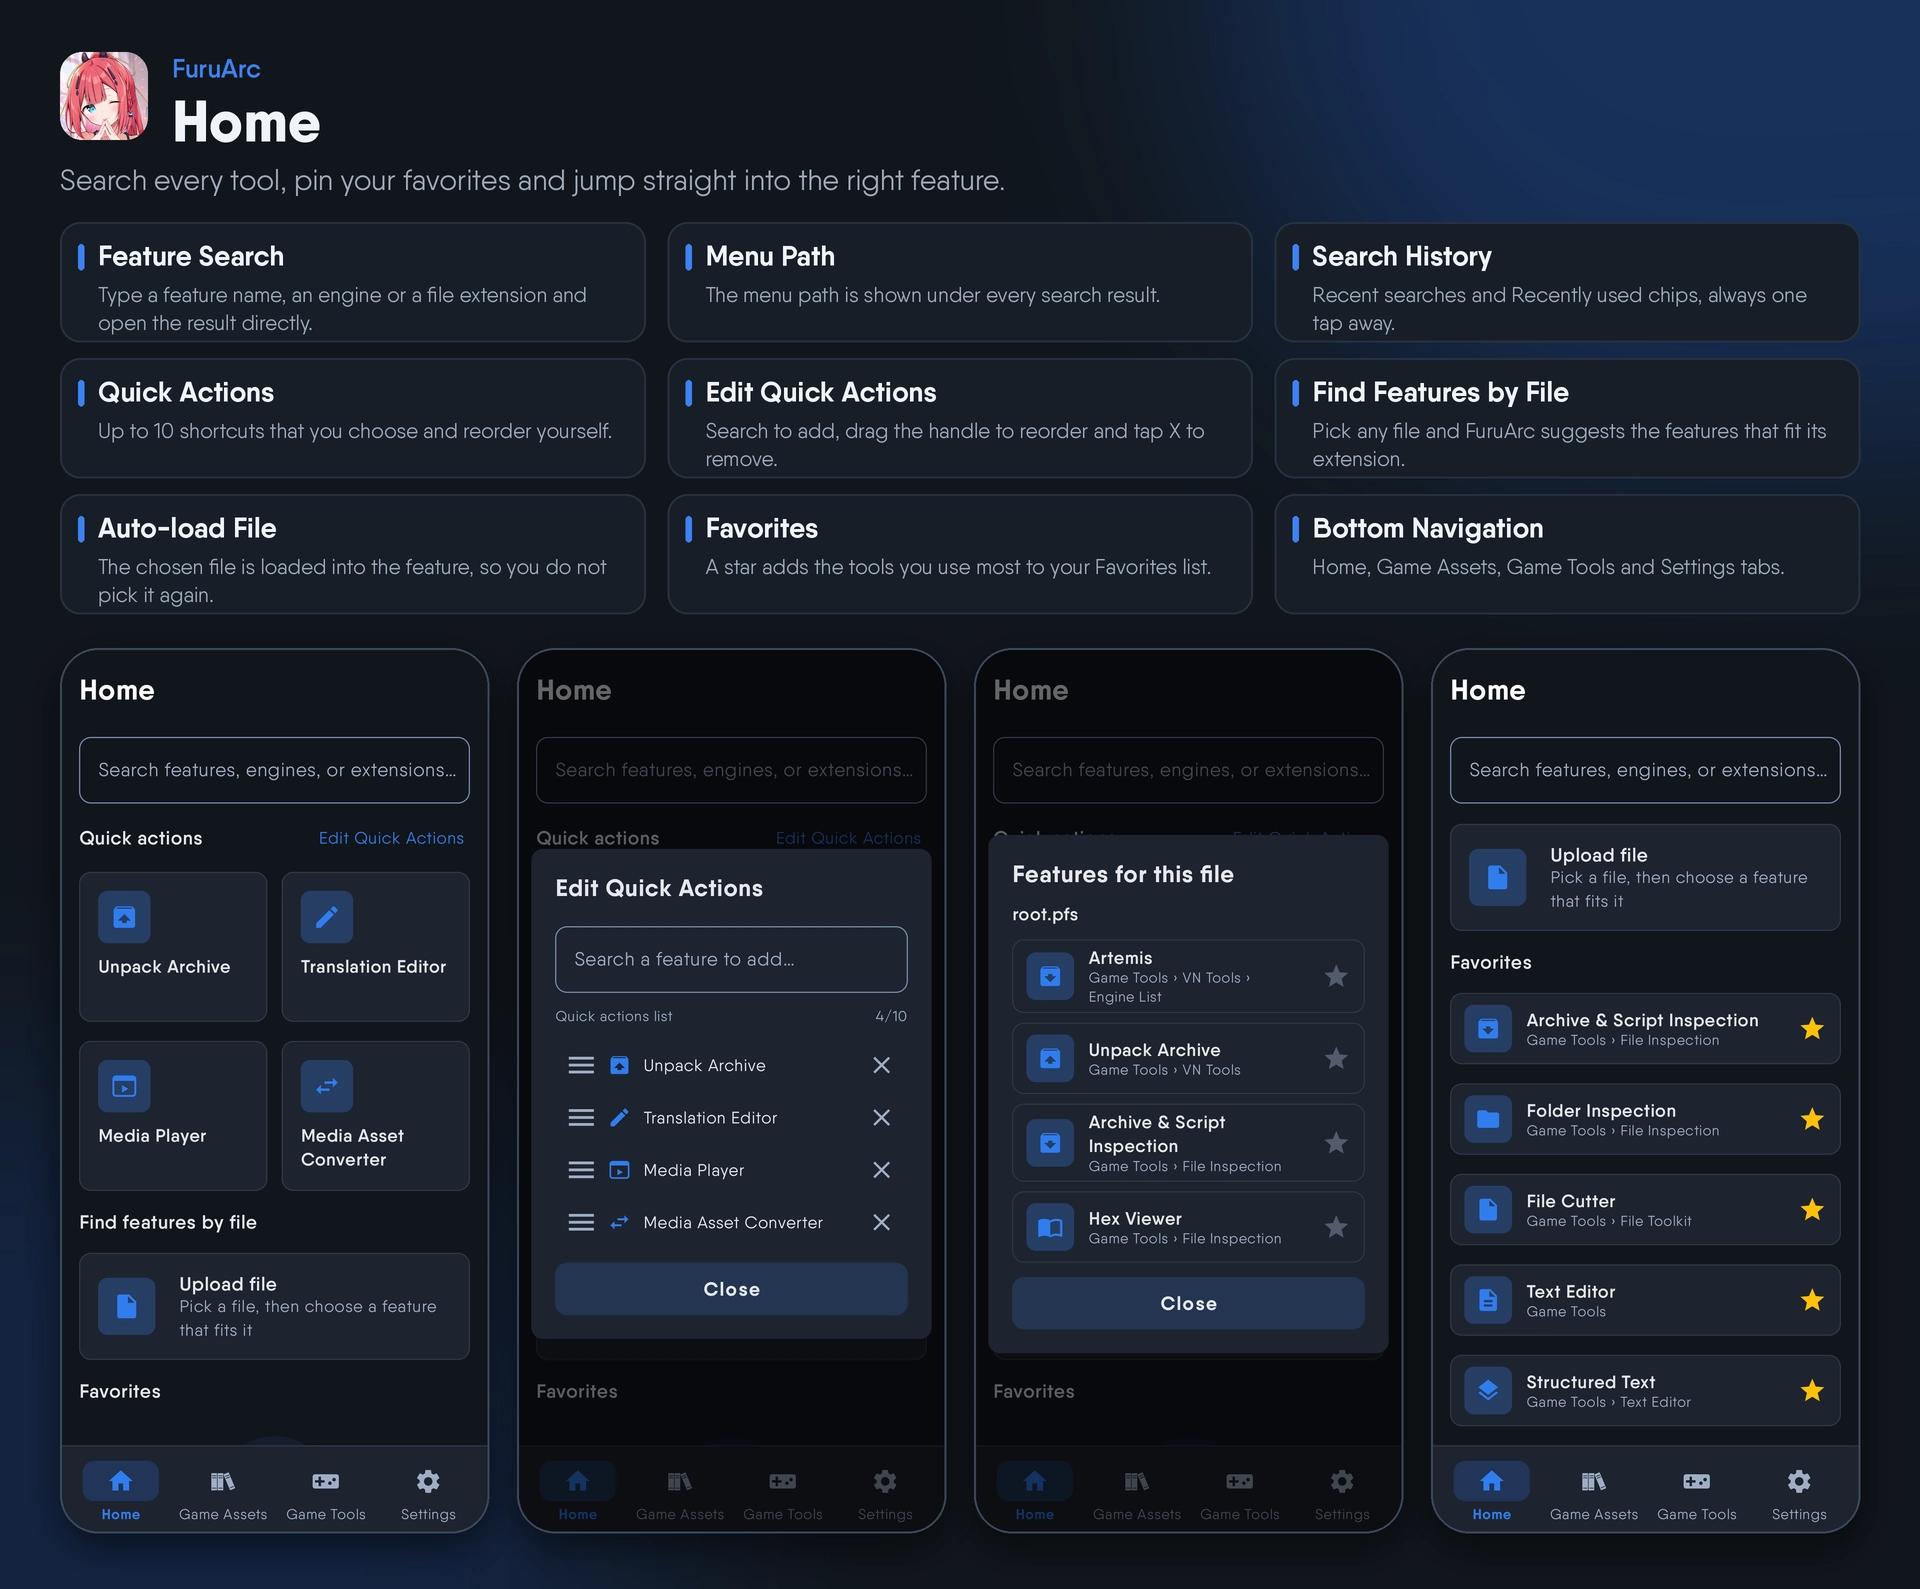 FuruArc
Home
Search every tool, pin your favorites and jump straight into the right feature.
Feature Search
Type a feature name, an engine or a file extension and
open the result directly.
Menu Path
The menu path is shown under every search result.
Search History
Recent searches and Recently used chips, always one
tap away.
Quick Actions
Up to 10 shortcuts that you choose and reorder yourself.
Edit Quick Actions
Search to add, drag the handle to reorder and tap X to
remove.
Find Features by File
Pick any file and FuruArc suggests the features that fit its
extension.
Auto-load File
The chosen file is loaded into the feature, so you do not
pick it again.
Favorites
A star adds the tools you use most to your Favorites list.
Bottom Navigation
Home, Game Assets, Game Tools and Settings tabs.
Home
Search features, engines, or extensions...
Quick actions
Edit Quick Actions
Unpack Archive
Translation Editor
Media Player
Media Asset
Converter
Find features by file
Upload file
Pick a file, then choose a feature
that fits it
Favorites
Home
Game Assets
Game Tools
Settings
Home
Search features, engines, or extensions...
Quick actions
Edit Quick Actions
Edit Quick Actions
Search a feature to add...
Quick actions list
4/10
Unpack Archive
Translation Editor
Media Player
Media Asset Converter
Close
Favorites
Home
Game Assets
Game Tools
Settings
Home
Search features, engines, or extensions...
Features for this file
root.pfs
Artemis
Game Tools › VN Tools ›
Engine List
Unpack Archive
Game Tools › VN Tools
Archive & Script
Inspection
Game Tools › File Inspection
Hex Viewer
Game Tools › File Inspection
Close
Favorites
Home
Game Assets
Game Tools
Settings
Home
Search features, engines, or extensions...
Upload file
Pick a file, then choose a feature
that fits it
Favorites
Archive & Script Inspection
Game Tools › File Inspection
Folder Inspection
Game Tools › File Inspection
File Cutter
Game Tools › File Toolkit
Text Editor
Game Tools
Structured Text
Game Tools › Text Editor
Home
Game Assets
Game Tools
Settings